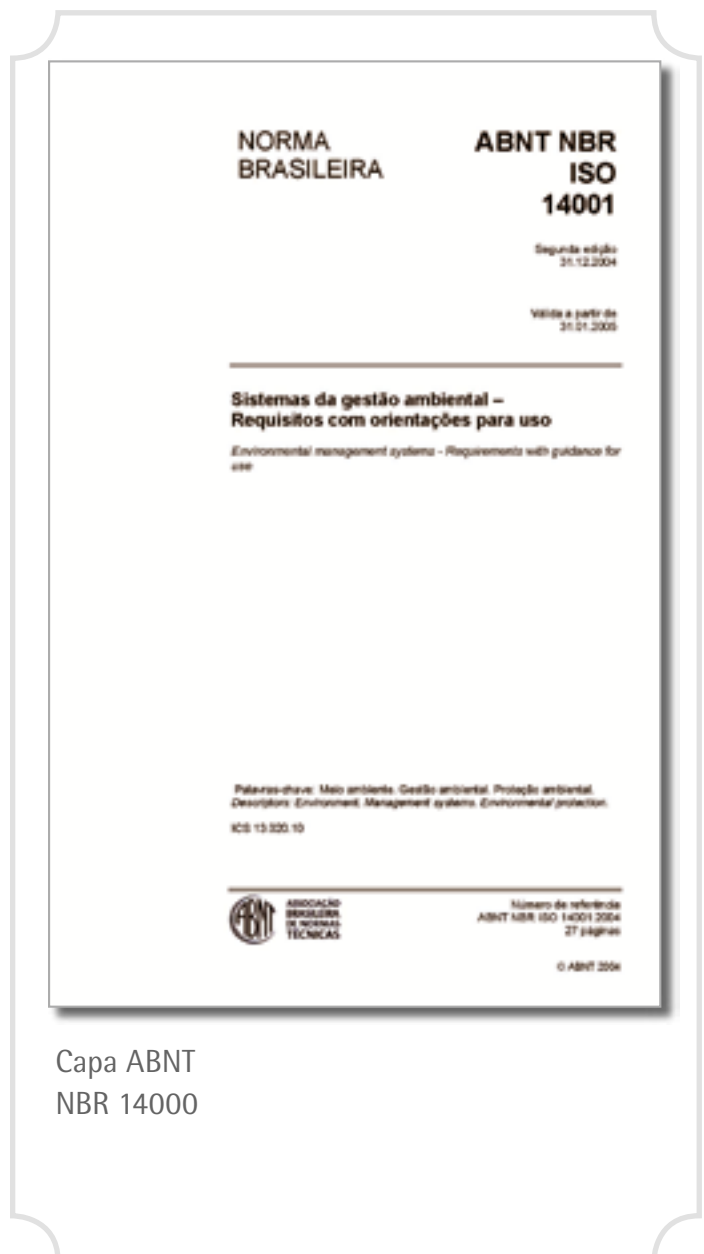 NORMA
BRASILEIRA
ABNT NBR
ISO
14001
Segunda edição
31.12.2004
Válida a partir de
31.01.2005
Sistemas da gestão ambiental –
Requisitos com orientações para uso
Environmental management systems - Requirements with guidance for
use
Palavras-chave: Meio ambiente. Gestão ambiental. Proteção ambiental.
Descriptors: Environment. Management systems. Environmental protection.
ICS 13.020.10
ABNT
ASSOCIAÇÃO
BRASILEIRA
DE NORMAS
TÉCNICAS
Número de referência
ABNT NBR ISO 14001:2004
27 páginas
© ABNT 2004
Capa ABNT
NBR 14000